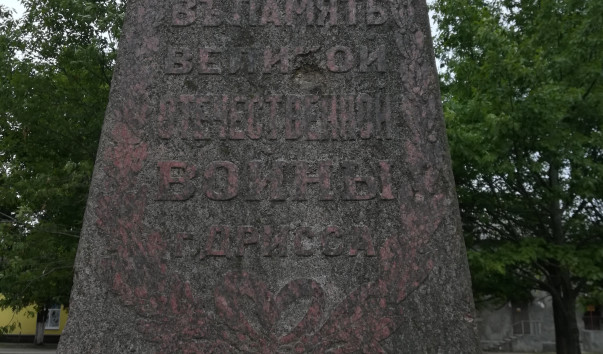 ВЪ ПАМЯТЬ
ВЕЛИКОЙ
ОТЕЧЕСТВЕННОЙ
ВОЙНЫ
Г. ДРИССА